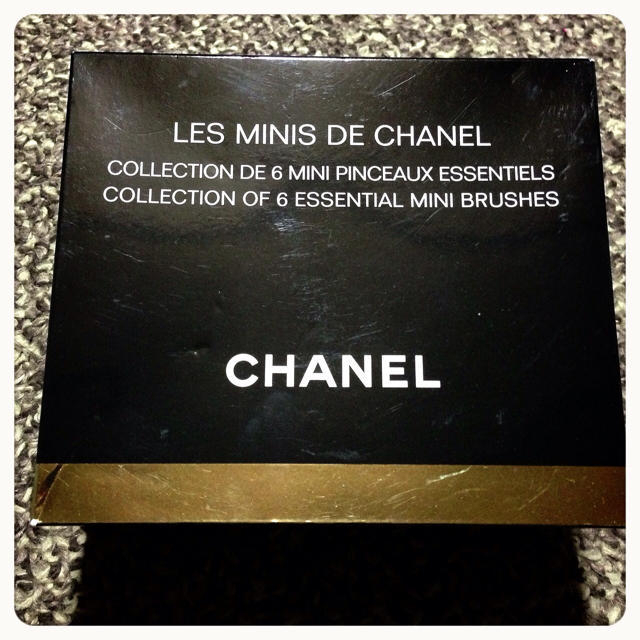 LES MINIS DE CHANEL
COLLECTION DE 6 MINI PINCEAUX ESSENTIELS
COLLECTION OF 6 ESSENTIAL MINI BRUSHES
CHANEL